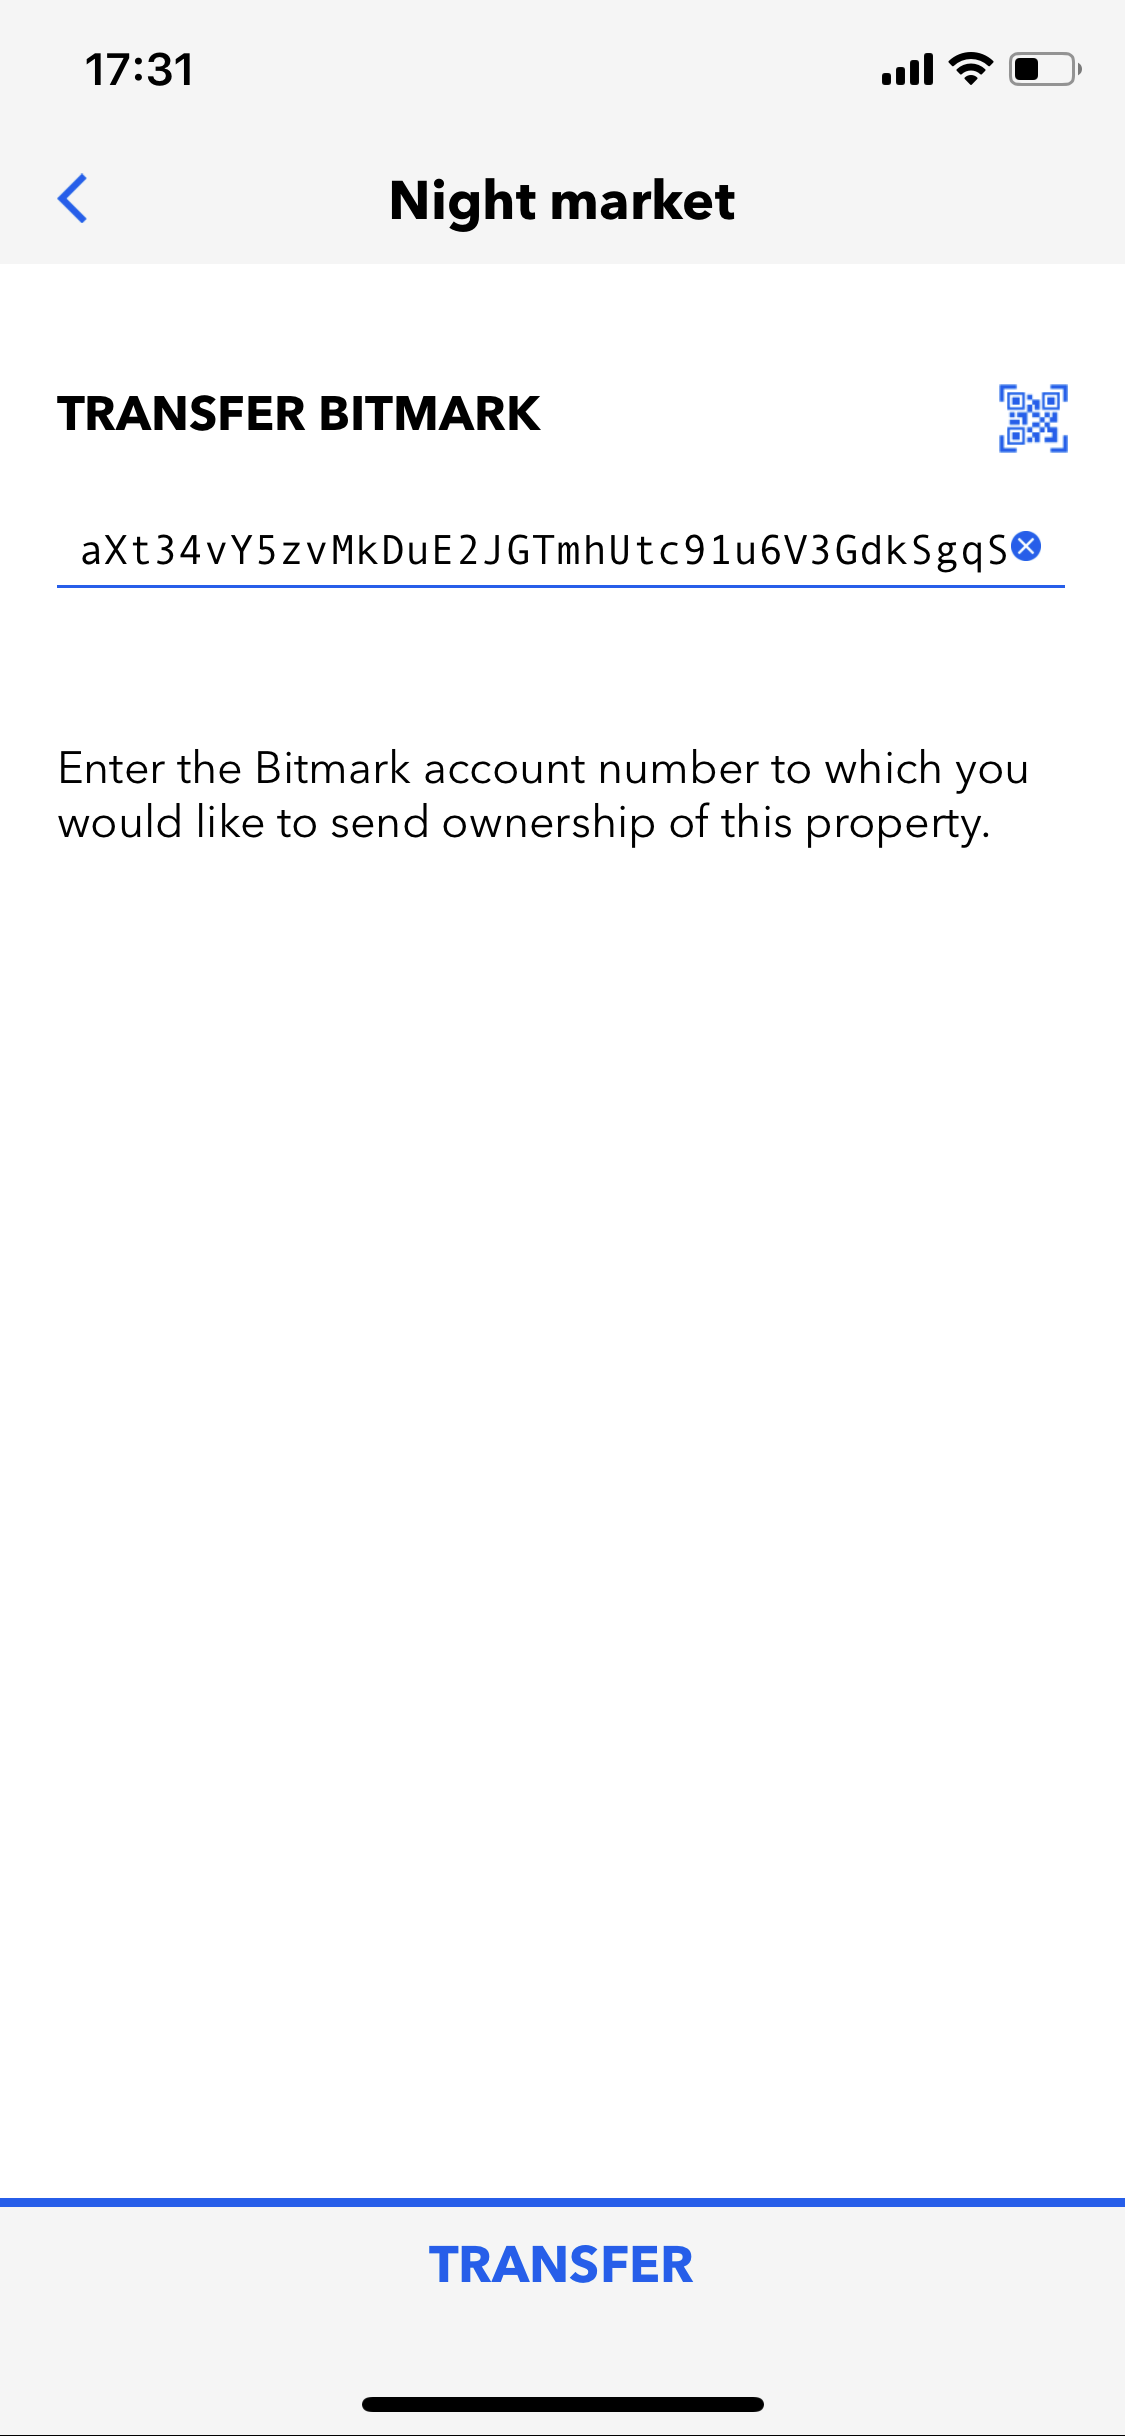 17:31
Night market
TRANSFER BITMARK
aXt34vY5zvMkDuE2JGTmhUtc91u6V3GdkSgqS
Enter the Bitmark account number to which you
would like to send ownership of this property.
TRANSFER